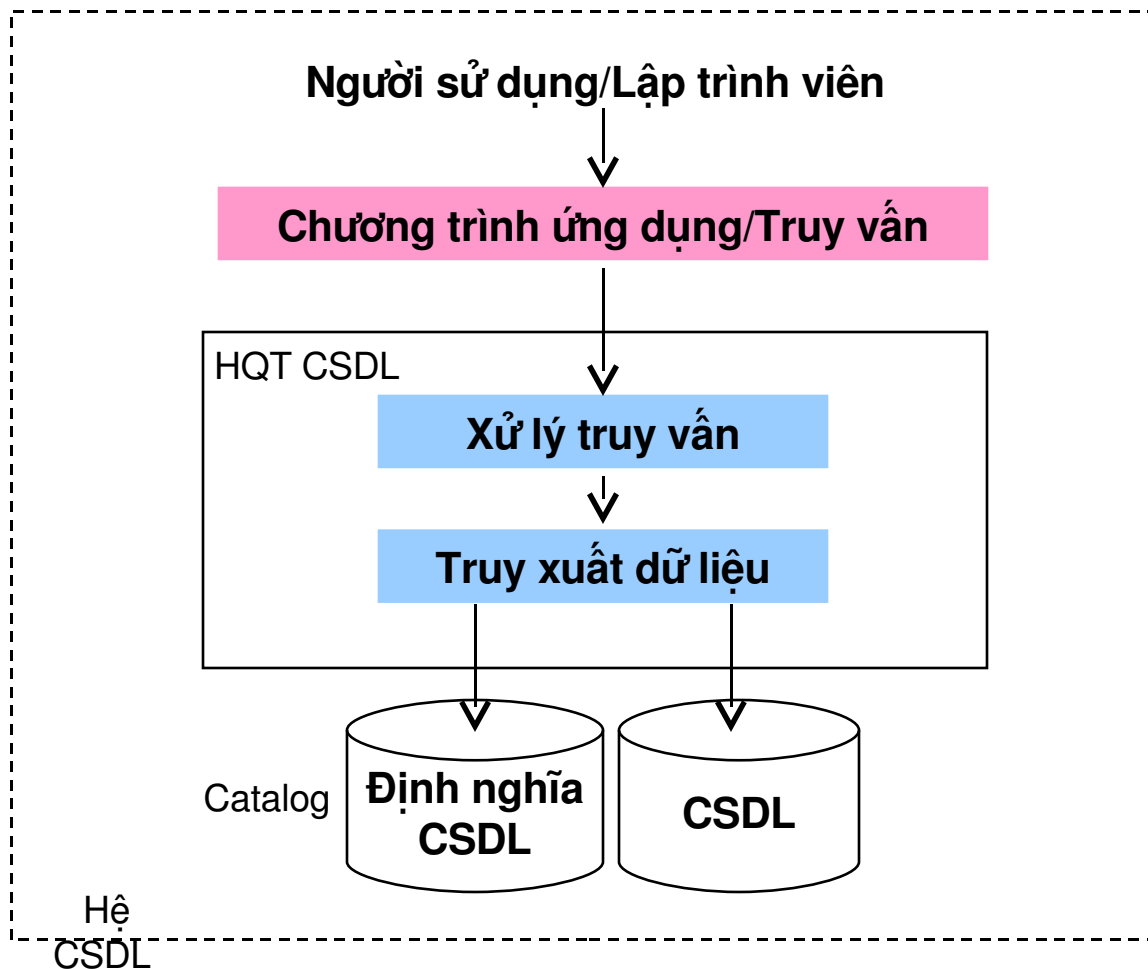 Người sử dụng/Lập trình viên
Chương trình ứng dụng/Truy vấn
HQT CSDL
Xử lý truy vấn
Truy xuất dữ liệu
Catalog
Định nghĩa
CSDL
CSDL
Hệ
CSDL